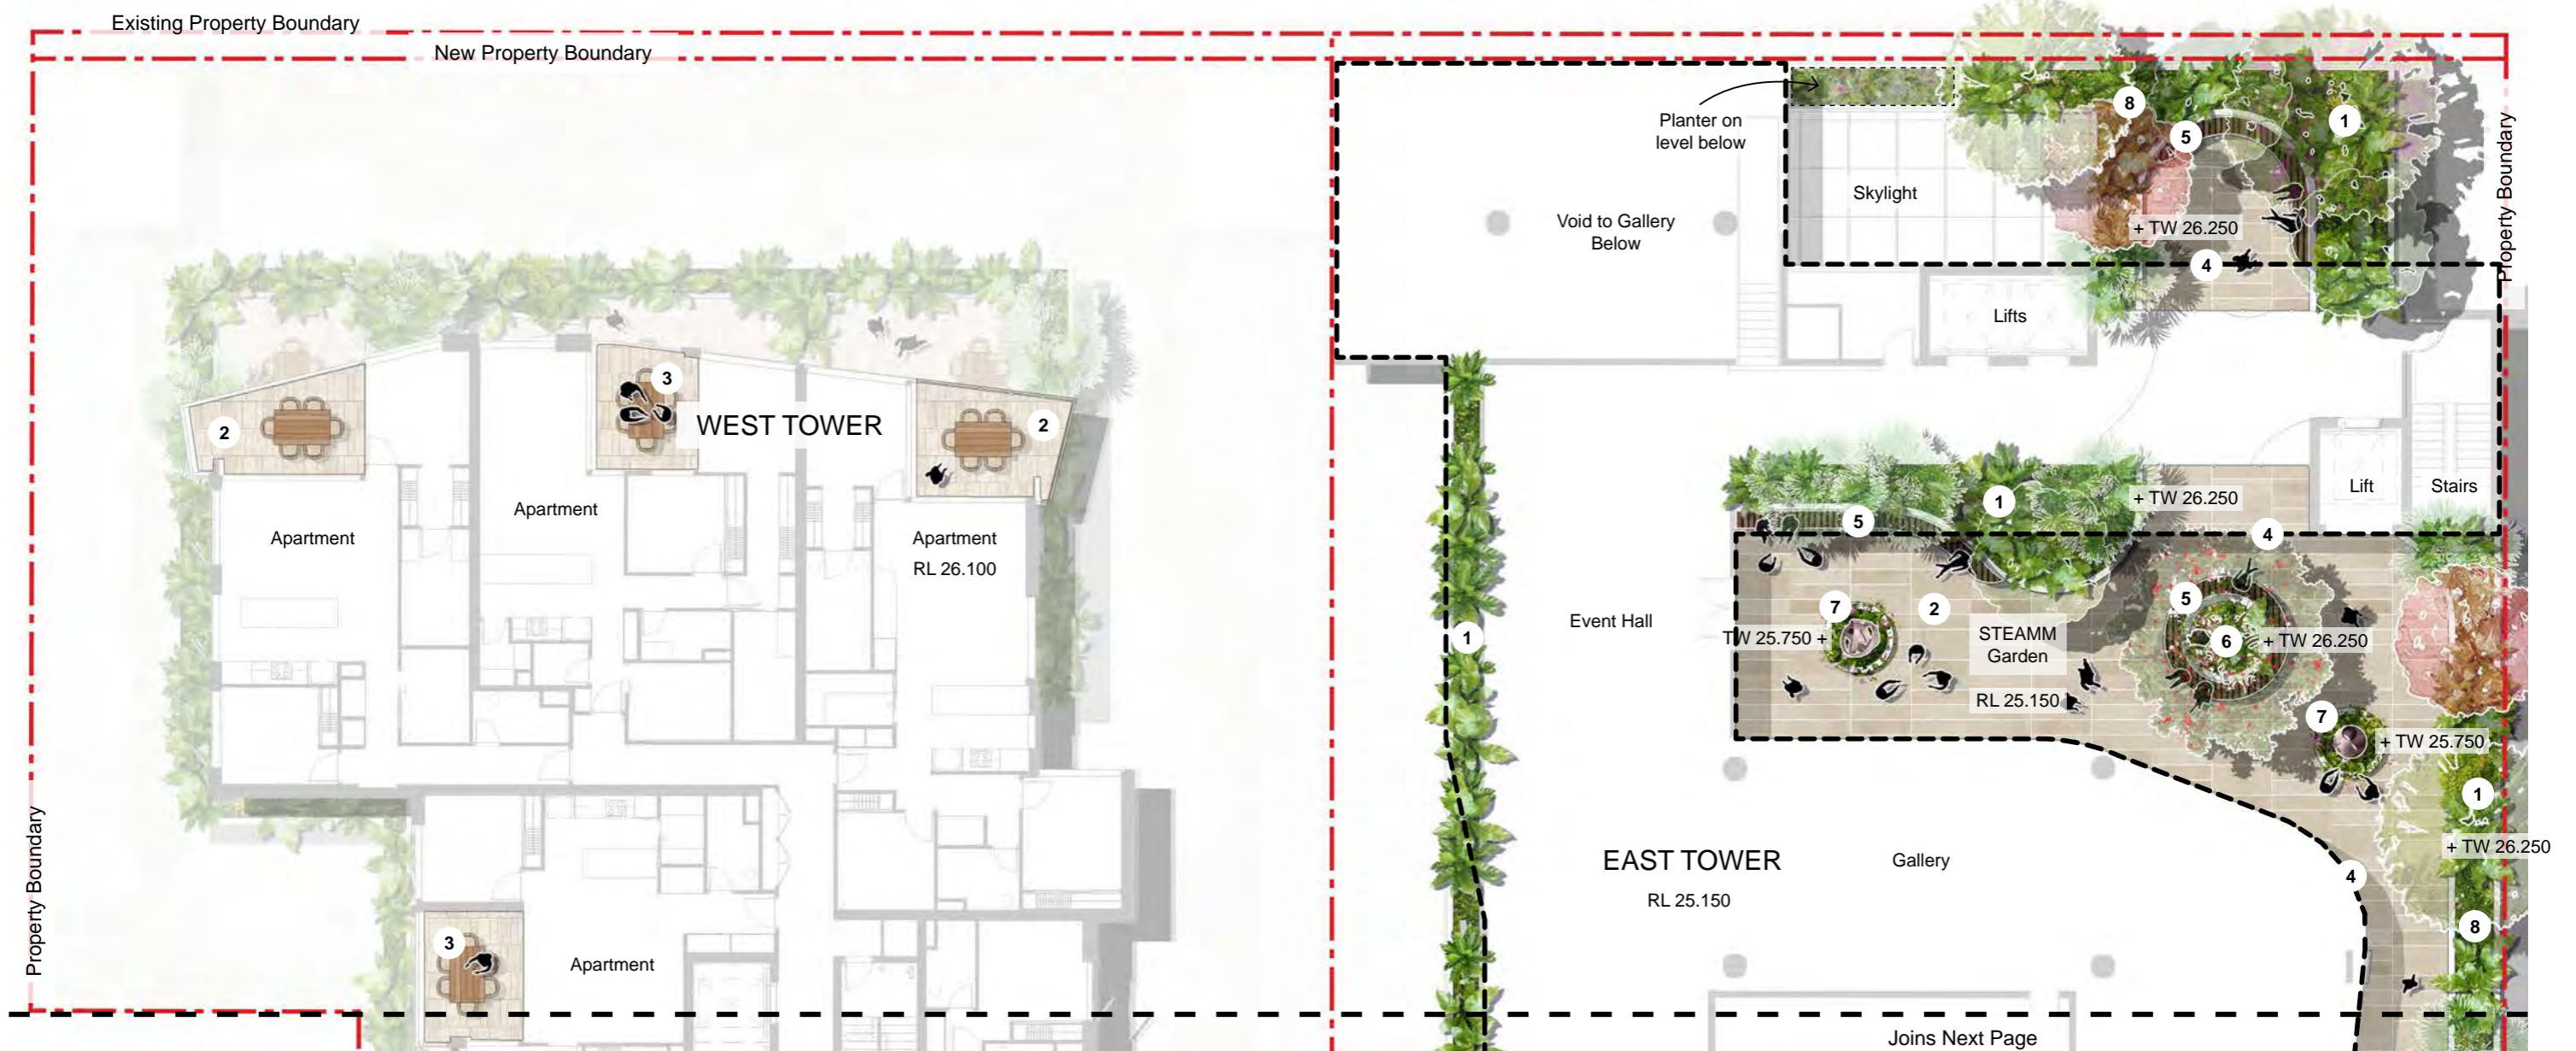 Existing Property Boundary
New Property Boundary
8
1
5
Planter on
level below
Property Boundary
Skylight
Void to Gallery
Below
+ TW 26.250
4
Lifts
3
2
WEST TOWER
2
Apartment
Apartment
Apartment
RL 26.100
1
+ TW 26.250
Lift
Stairs
5
4
Event Hall
1
7
2
TW 25.750 +
STEAMM
Garden
RL 25.150
5
6
+ TW 26.250
7
+ TW 25.750
1
+ TW 26.250
EAST TOWER
RL 25.150
Gallery
4
8
Property Boundary
3
Apartment
Joins Next Page